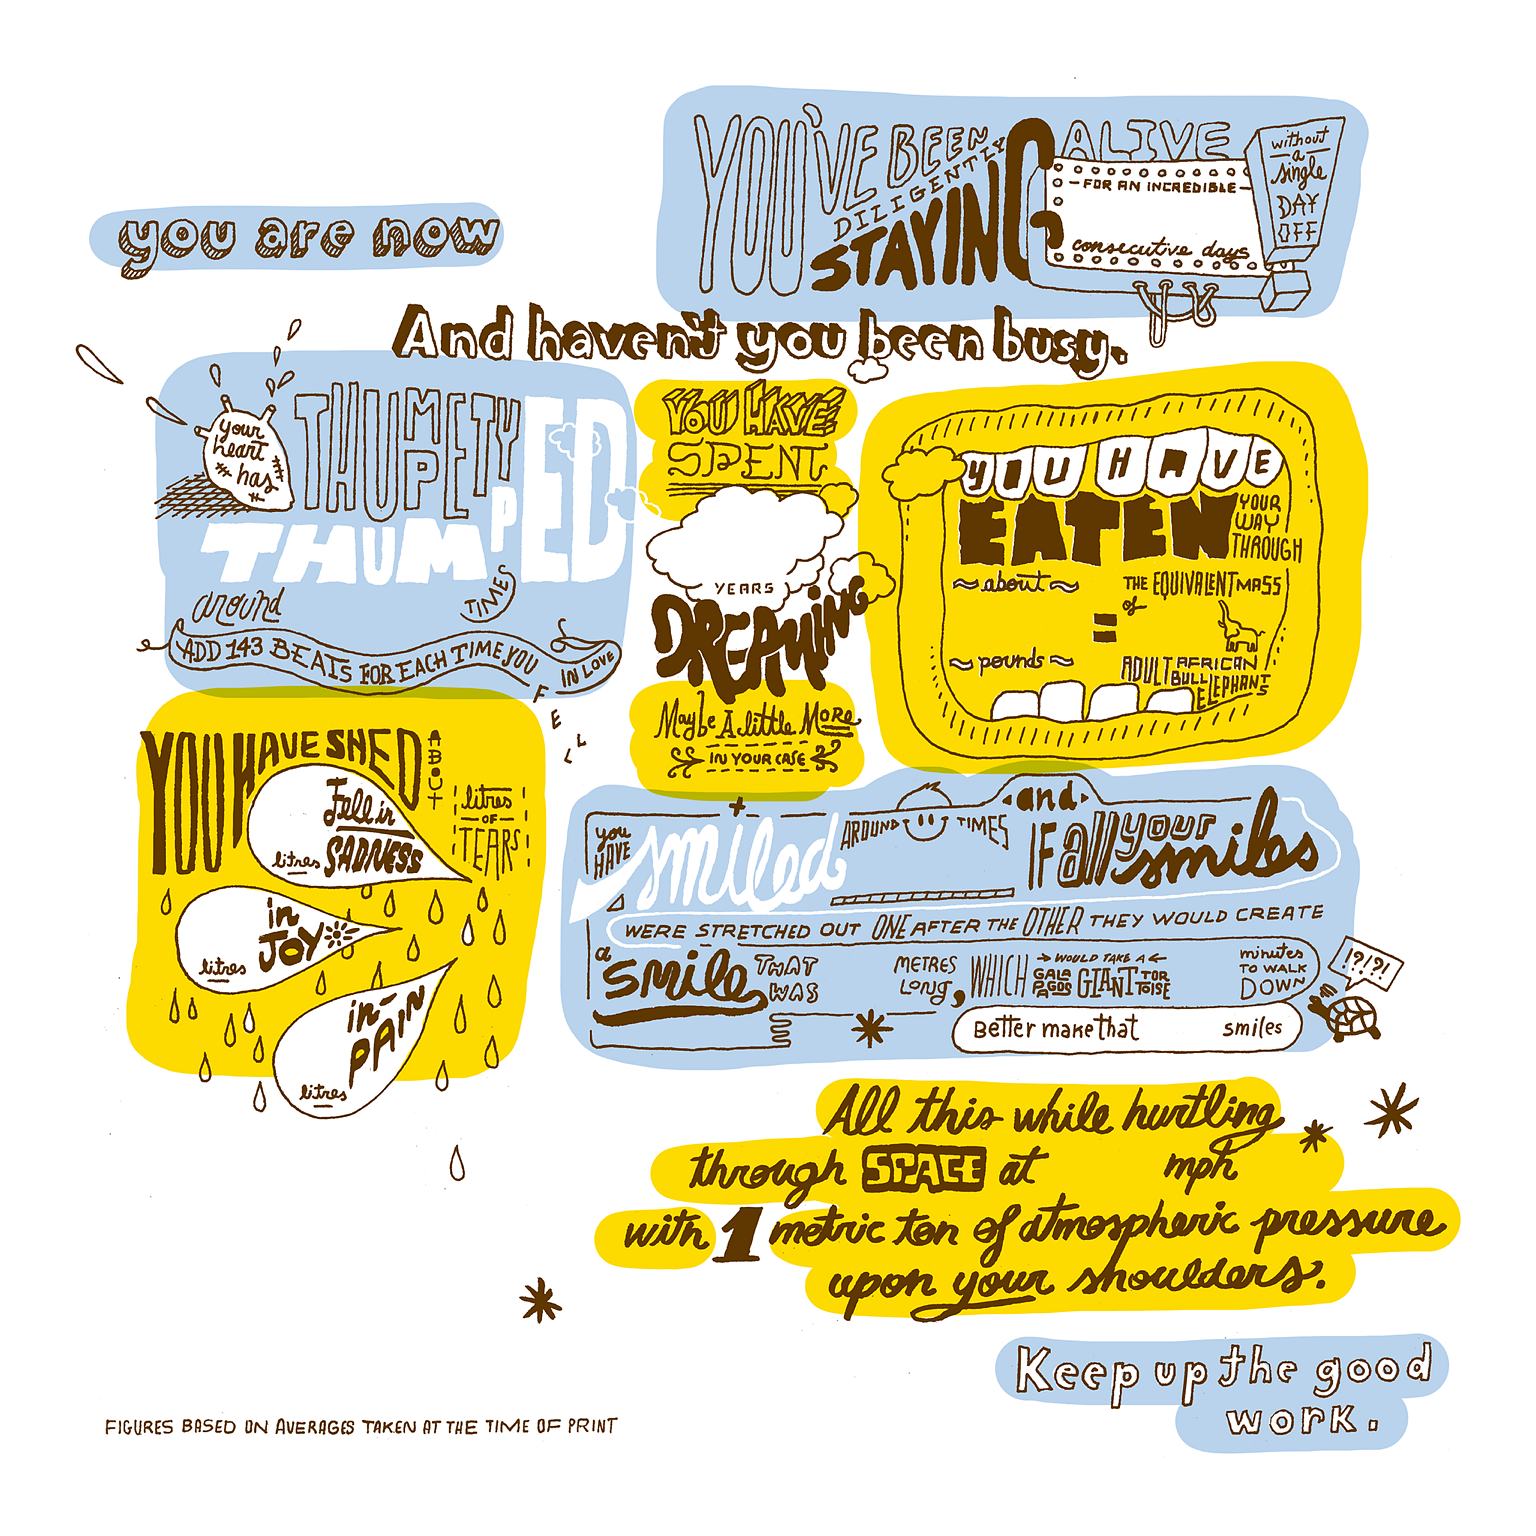 you are now
YOU'VE BEEN
DILIGENTLY
STAYING
ALIVE
-FOR AN INCREDIBLE-
consecutive days
without
a
single
DAY
OFF
And haven't you been busy.
your
heart
has
THUMPETY
THUMPED
around
TIMES
ADD 143 BEATS FOR EACH TIME YOU
FELL
IN LOVE
YOU HAVE
SPENT
YEARS
DREAMING
Maybe A little More
IN YOUR CASE
YOU HAVE
EATEN
YOUR
WAY
THROUGH
~about~
~pounds~
=
THE EQUIVALENT MASS
of
ADULT AFRICAN
BULL
ELEPHANTS
YOU HAVE SHED
ABOUT
litres
-OF-
TEARS
Fell in
litres SADNESS
in
JOY
litres
in
PAIN
litres
you
HAVE
smiled
AROUND TIMES
and
IF all your
smiles
WERE STRETCHED OUT ONE AFTER THE OTHER THEY WOULD CREATE
a
smile
THAT
WAS
METRES
LONG,
WHICH
WOULD TAKE A
GALAPAGOS
GIANT
TORTOISE
minutes
TO WALK
DOWN
!?!?!
Better make that smiles
All this while hurtling
through SPACE at mph
with 1 metric ton of atmospheric pressure
upon your shoulders.
Keep up the good
work.
FIGURES BASED ON AVERAGES TAKEN AT THE TIME OF PRINT